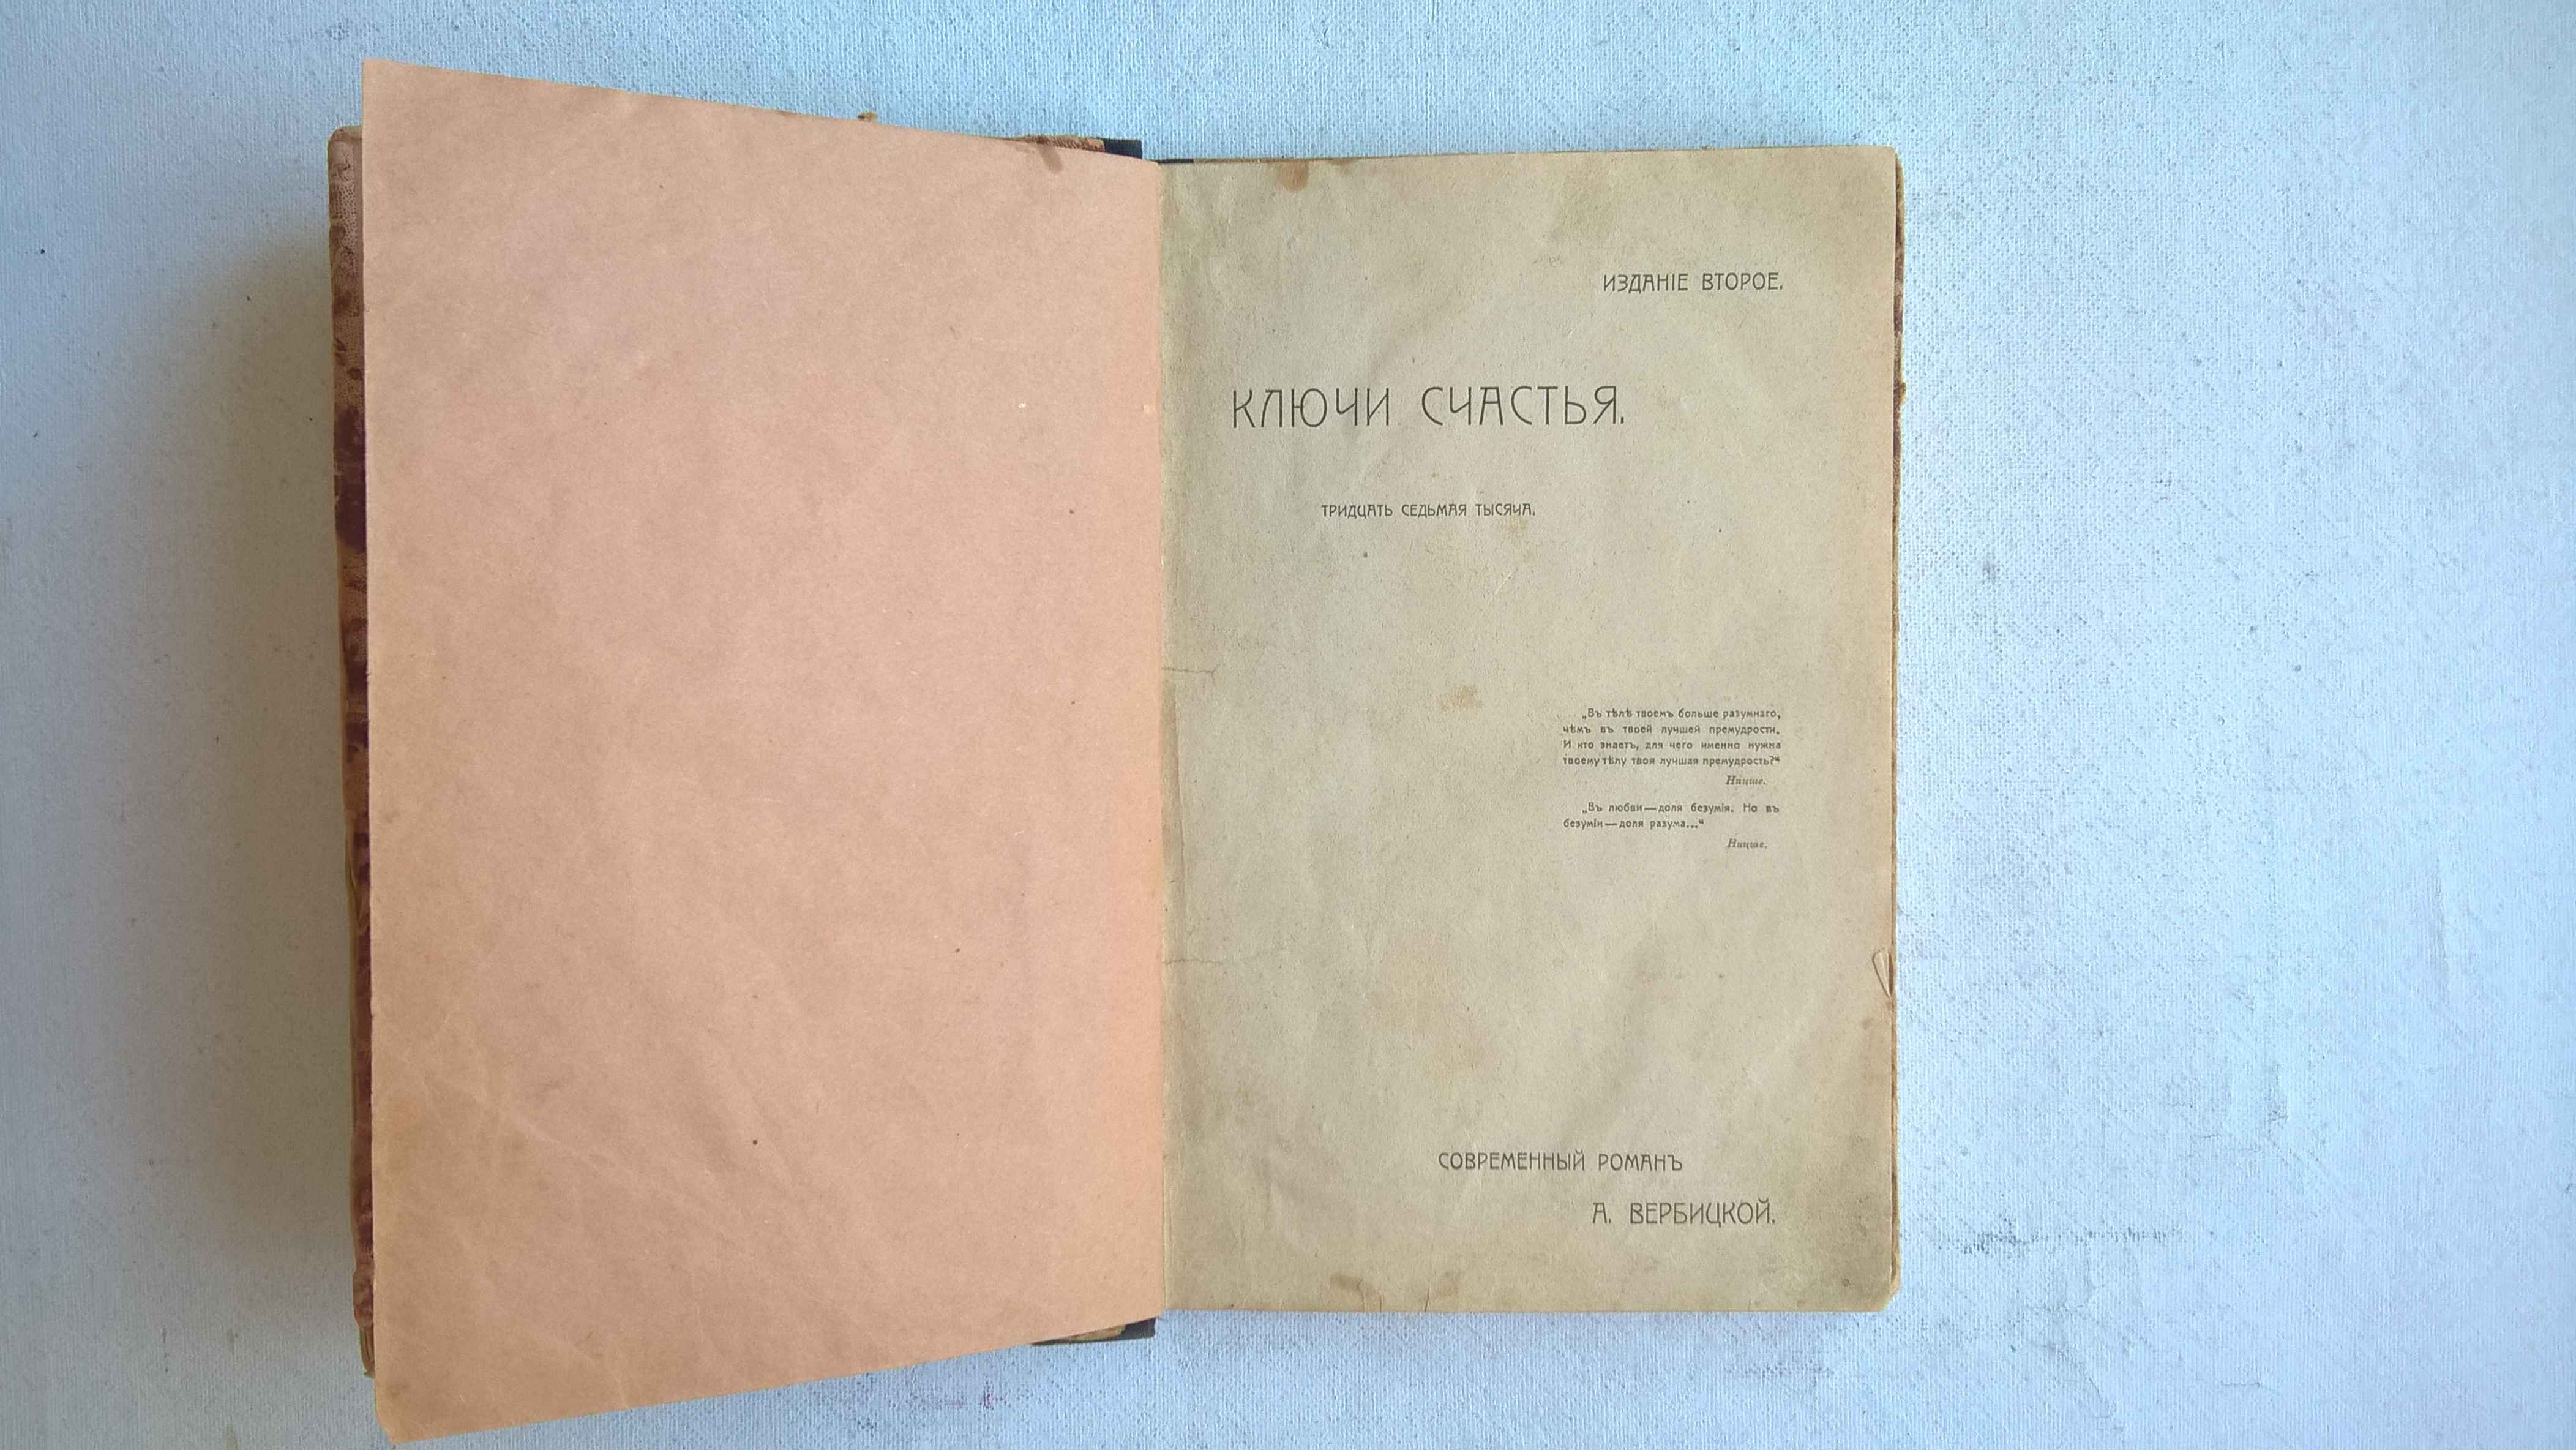 ИЗДАНІЕ ВТОРОЕ.
КЛЮЧИ СЧАСТЬЯ.
ТРИДЦАТЬ СЕДЬМАЯ ТЫСЯЧА.
„Въ тѣлѣ твоемъ больше разумнаго,
чѣмъ въ твоей лучшей премудрости.
И кто знаетъ, для чего именно нужна
твоему тѣлу твоя лучшая премудрость?“
Ницше.
„Въ любви—доля безумія. Но въ
безуміи—доля разума...“
Ницше.
СОВРЕМЕННЫЙ РОМАНЪ
А. ВЕРБИЦКОЙ.